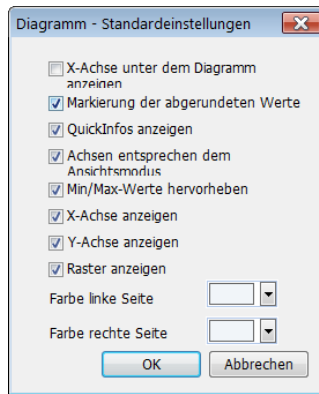 Diagramm - Standardeinstellungen
X-Achse unter dem Diagramm
anzeigen
Markierung der abgerundeten Werte
QuickInfos anzeigen
Achsen entsprechen dem
Ansichtsmodus
Min/Max-Werte hervorheben
X-Achse anzeigen
Y-Achse anzeigen
Raster anzeigen
Farbe linke Seite
Farbe rechte Seite
OK Abbrechen